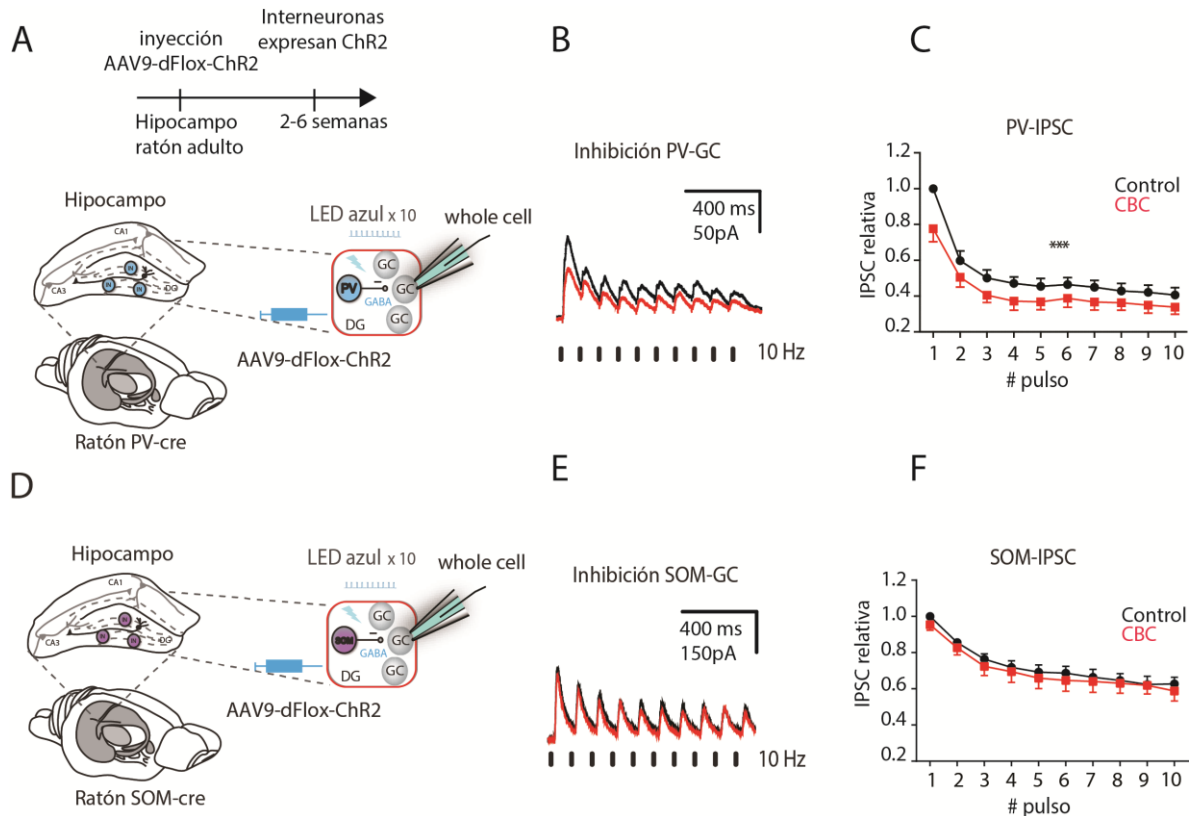 A
inyección
AAV9-dFlox-ChR2
Interneuronas
expresan ChR2
Hipocampo
ratón adulto
2-6 semanas
Hipocampo
CA1
CA3
DG
IN
IN
IN
LED azul x 10
whole cell
GC
PV
GC
GABA
DG
GC
AAV9-dFlox-ChR2
Ratón PV-cre
B
Inhibición PV-GC
400 ms
50pA
10 Hz
C
PV-IPSC
Control
CBC
***
IPSC relativa
1.2
1.0
0.8
0.6
0.4
0.2
1 2 3 4 5 6 7 8 9 10
# pulso
D
Hipocampo
CA1
CA3
DG
IN
IN
IN
LED azul x 10
whole cell
GC
SOM
GC
GABA
DG
GC
AAV9-dFlox-ChR2
Ratón SOM-cre
E
Inhibición SOM-GC
400 ms
150pA
10 Hz
F
SOM-IPSC
Control
CBC
IPSC relativa
1.2
1.0
0.8
0.6
0.4
0.2
1 2 3 4 5 6 7 8 9 10
# pulso